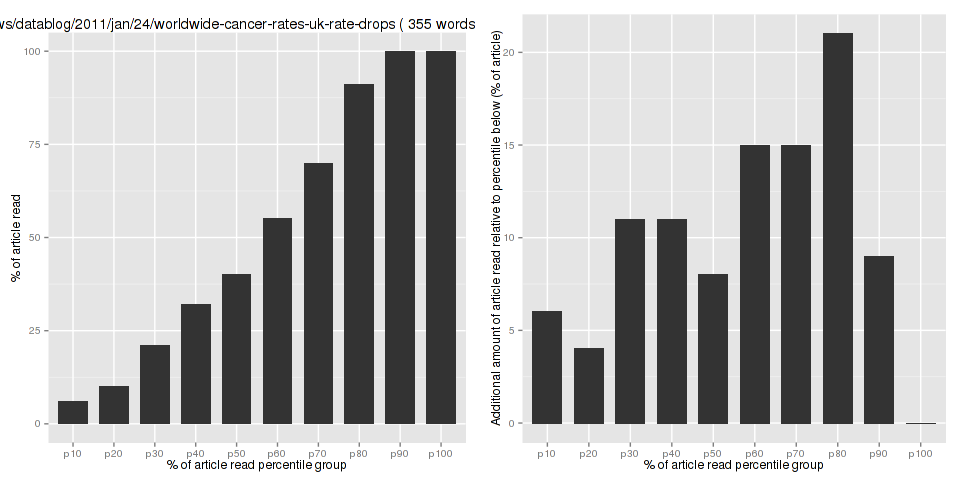 ws/datablog/2011/jan/24/worldwide-cancer-rates-uk-rate-drops ( 355 words
100
75
50
25
0
% of article read
p10 p20 p30 p40 p50 p60 p70 p80 p90 p100
% of article read percentile group
20
15
10
5
0
Additional amount of article read relative to percentile below (% of article)
p10 p20 p30 p40 p50 p60 p70 p80 p90 p100
% of article read percentile group